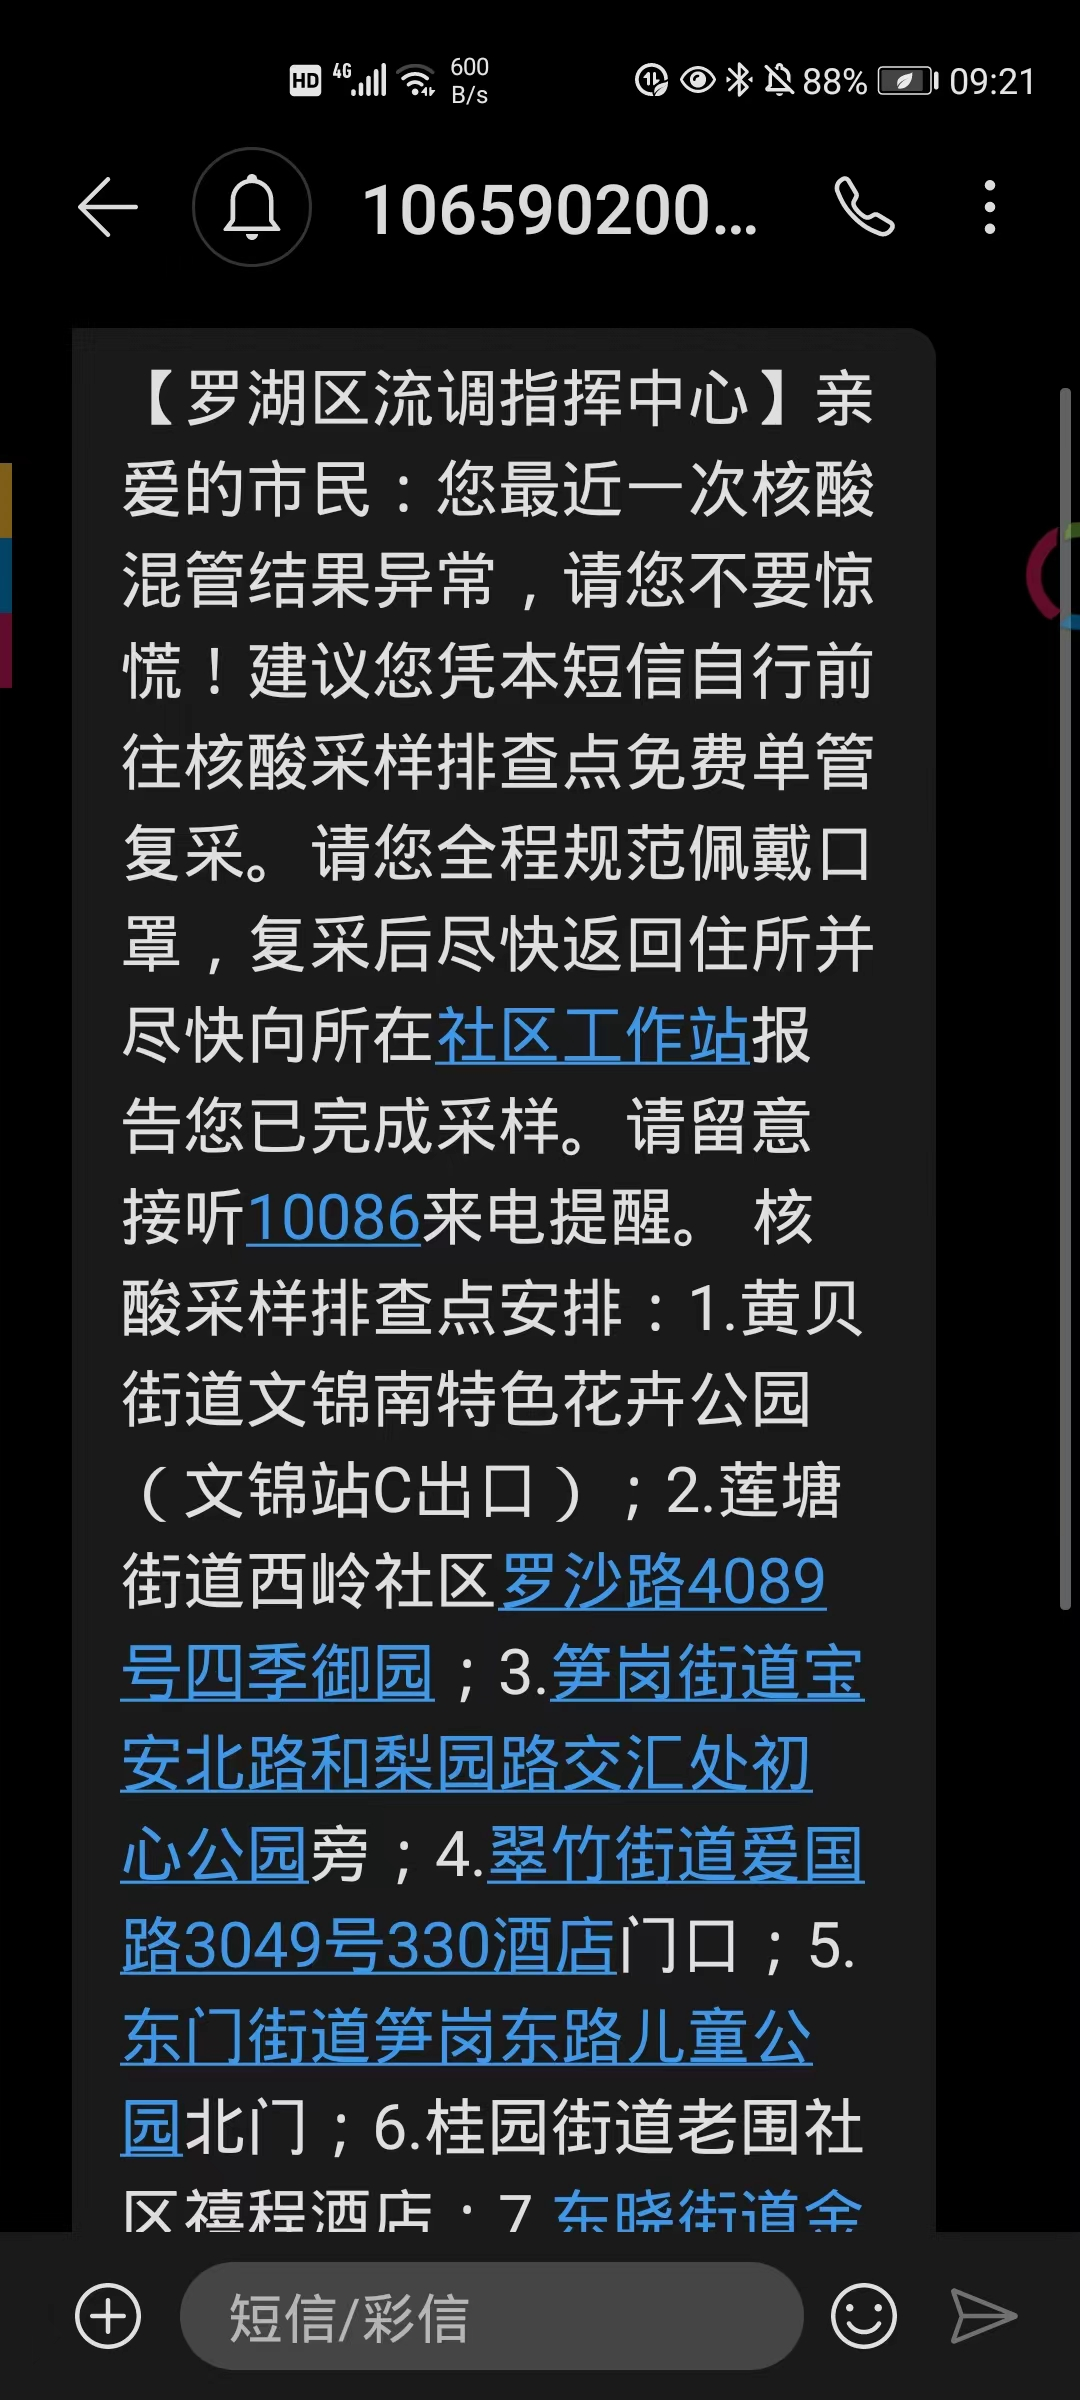 HD 4G 600 B/s 88% 09:21
106590200...
【罗湖区流调指挥中心】亲
爱的市民：您最近一次核酸
混管结果异常，请您不要惊
慌！建议您凭本短信自行前
往核酸采样排查点免费单管
复采。请您全程规范佩戴口
罩，复采后尽快返回住所并
尽快向所在社区工作站报
告您已完成采样。请留意
接听10086来电提醒。 核
酸采样排查点安排：1.黄贝
街道文锦南特色花卉公园
（文锦站C出口）；2.莲塘
街道西岭社区罗沙路4089
号四季御园；3.笋岗街道宝
安北路和梨园路交汇处初
心公园旁；4.翠竹街道爱国
路3049号330酒店门口；5.
东门街道笋岗东路儿童公
园北门；6.桂园街道老围社
区禧程酒店；7.东晓街道金
短信/彩信